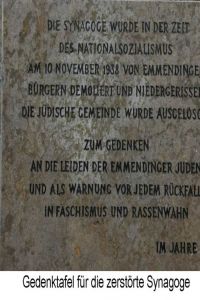 DIE SYNAGOGE WURDE IN DER ZEIT
DES NATIONALSOZIALISMUS
AM 10 NOVEMBER 1938 VON EMMENDINGE
BÜRGERN DEMOLIERT UND NIEDERGERISSE
DIE JÜDISCHE GEMEINDE WURDE AUSGELÖSC
ZUM GEDENKEN
AN DIE LEIDEN DER EMMENDINGER JUDEN
UND ALS WARNUNG VOR JEDEM RÜCKFALL
IN FASCHISMUS UND RASSENWAHN
IM JAHRE
Gedenktafel für die zerstörte Synagoge